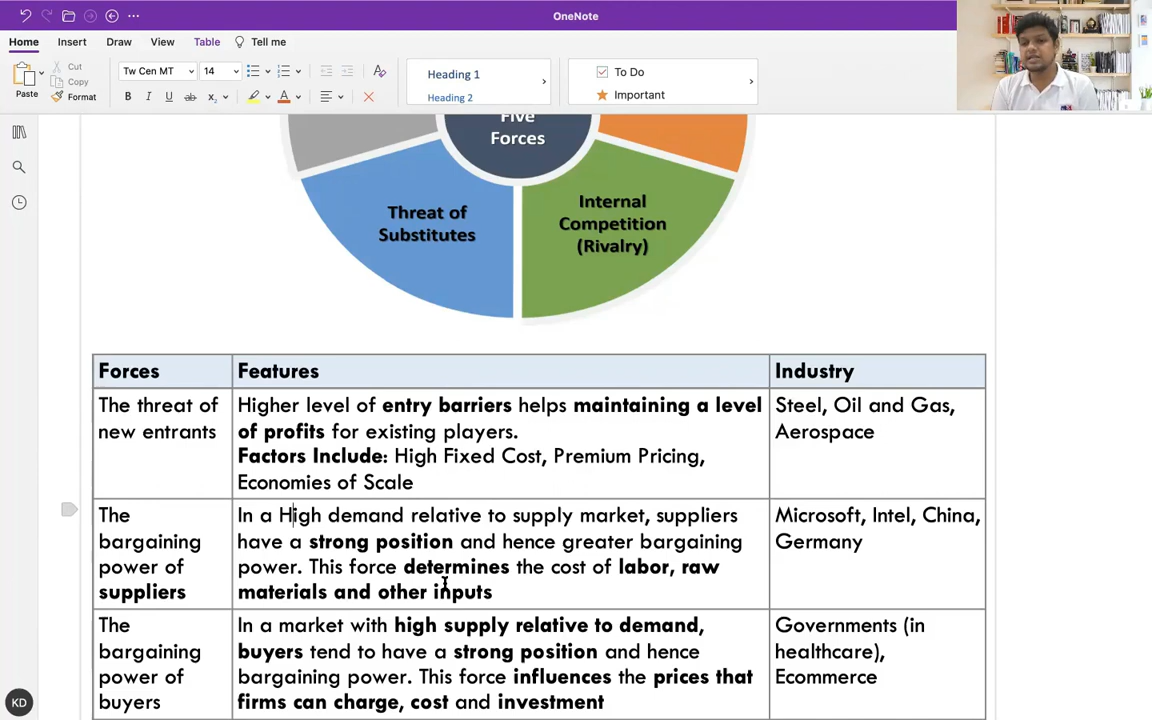 OneNote
Home Insert Draw View Table Tell me
Paste
Cut
Copy
Format
Tw Cen MT 14
B I U ab x₂ A
Heading 1
Heading 2
To Do
Important
Five
Forces
Threat of
Substitutes
Internal
Competition
(Rivalry)
Forces Features Industry
The threat of
new entrants
Higher level of entry barriers helps maintaining a level
of profits for existing players.
Factors Include: High Fixed Cost, Premium Pricing,
Economies of Scale
Steel, Oil and Gas,
Aerospace
The
bargaining
power of
suppliers
In a High demand relative to supply market, suppliers
have a strong position and hence greater bargaining
power. This force determines the cost of labor, raw
materials and other inputs
Microsoft, Intel, China,
Germany
The
bargaining
power of
buyers
In a market with high supply relative to demand,
buyers tend to have a strong position and hence
bargaining power. This force influences the prices that
firms can charge, cost and investment
Governments (in
healthcare),
Ecommerce
KD